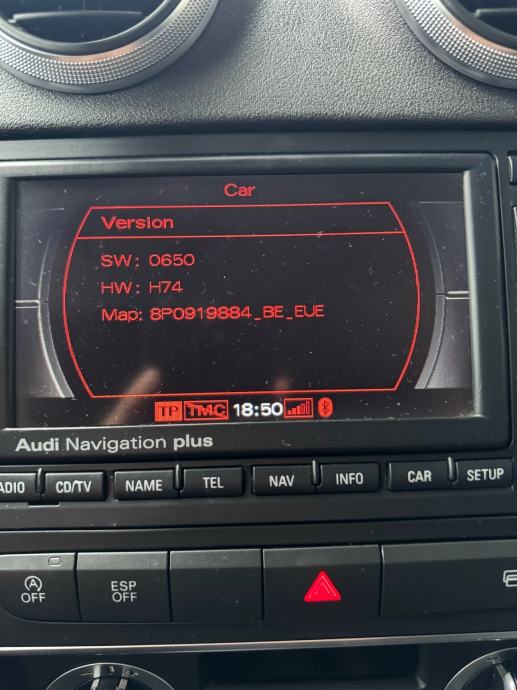 Car
Version
SW: 0650
HW: H74
Map: 8P0919884_BE_EUE
TP TMC 18:50
Audi Navigation plus
ADIO CD/TV NAME TEL NAV INFO CAR SETUP
A OFF
ESP OFF